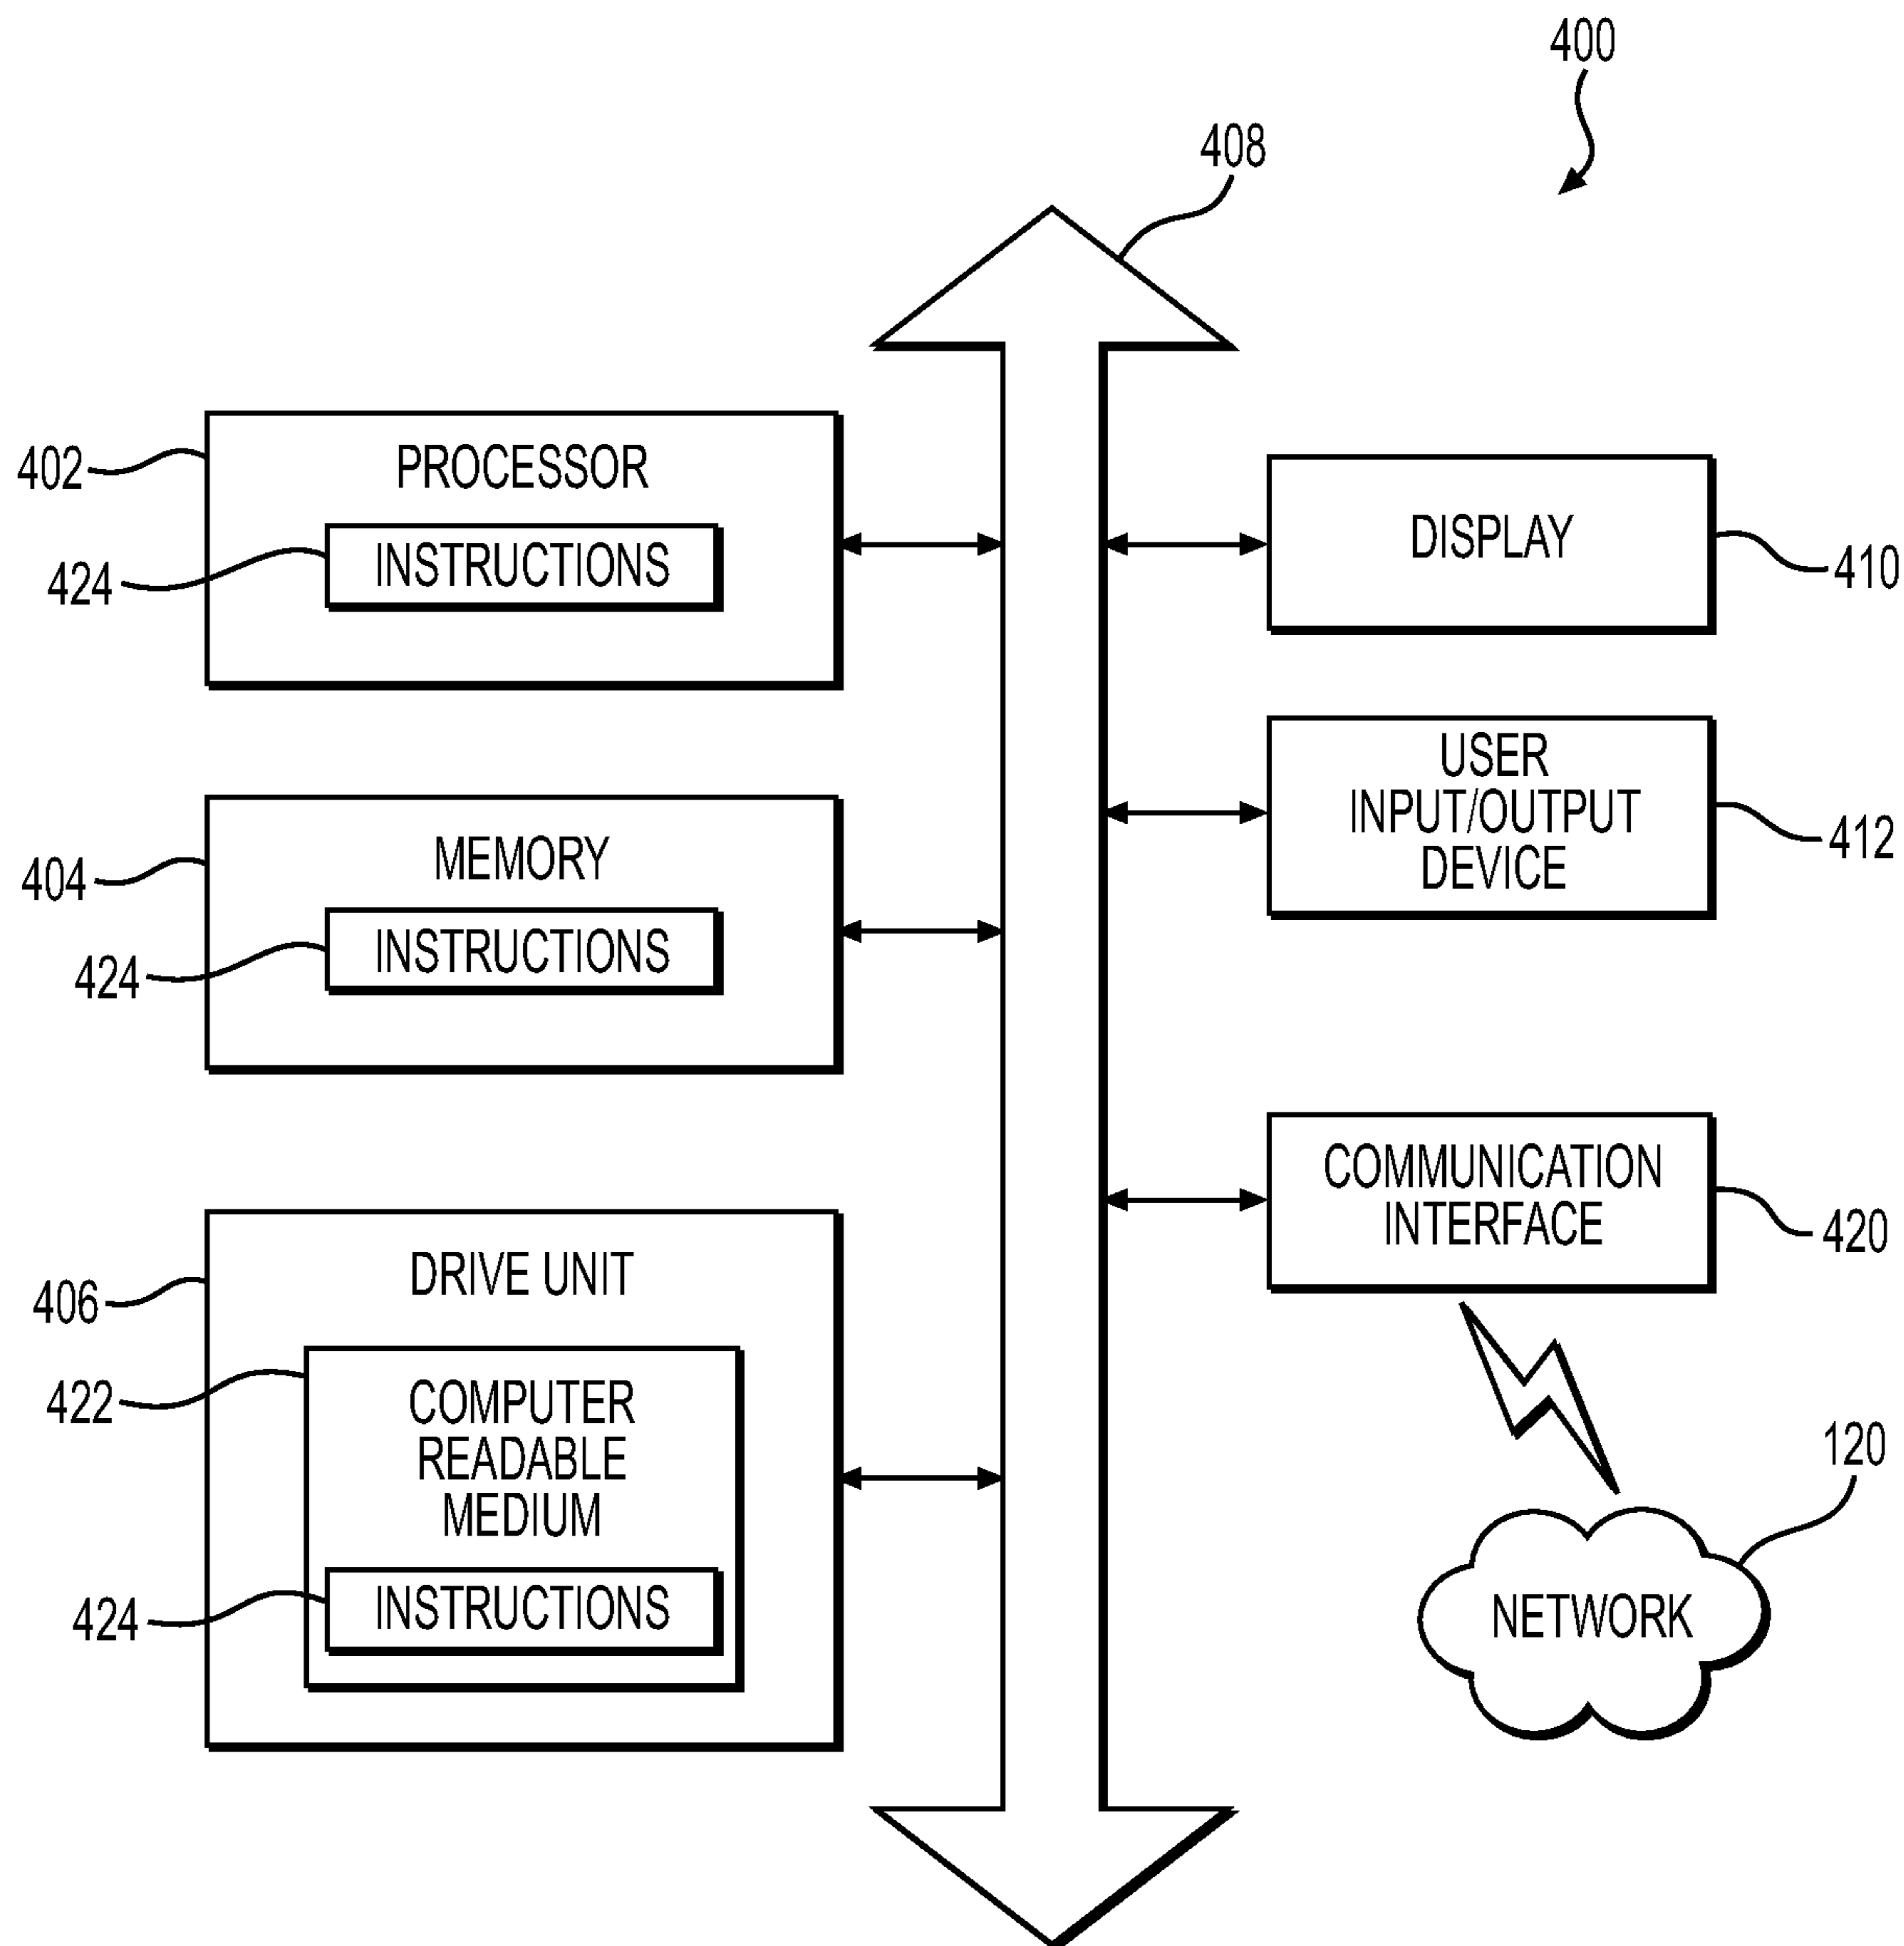 400
408
PROCESSOR
402
INSTRUCTIONS
424
DISPLAY
410
USER
INPUT/OUTPUT
DEVICE
412
MEMORY
404
INSTRUCTIONS
424
COMMUNICATION
INTERFACE
420
DRIVE UNIT
406
COMPUTER
READABLE
MEDIUM
422
INSTRUCTIONS
424
120
NETWORK